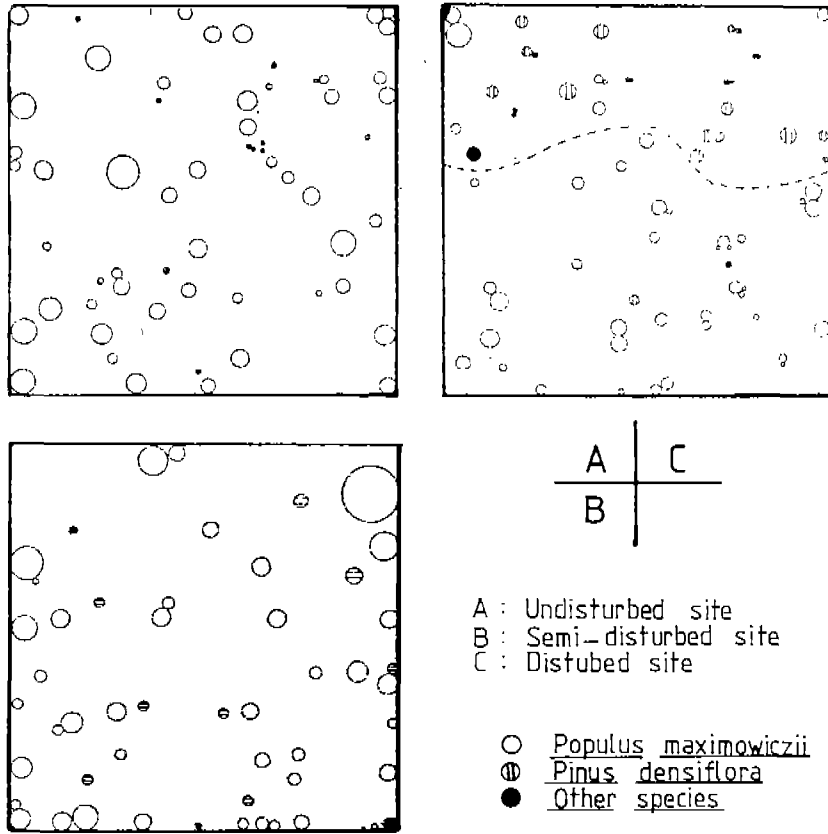 A C
B
A : Undisturbed site
B : Semi-disturbed site
C : Distubed site
Populus maximowiczii
Pinus densiflora
Other species